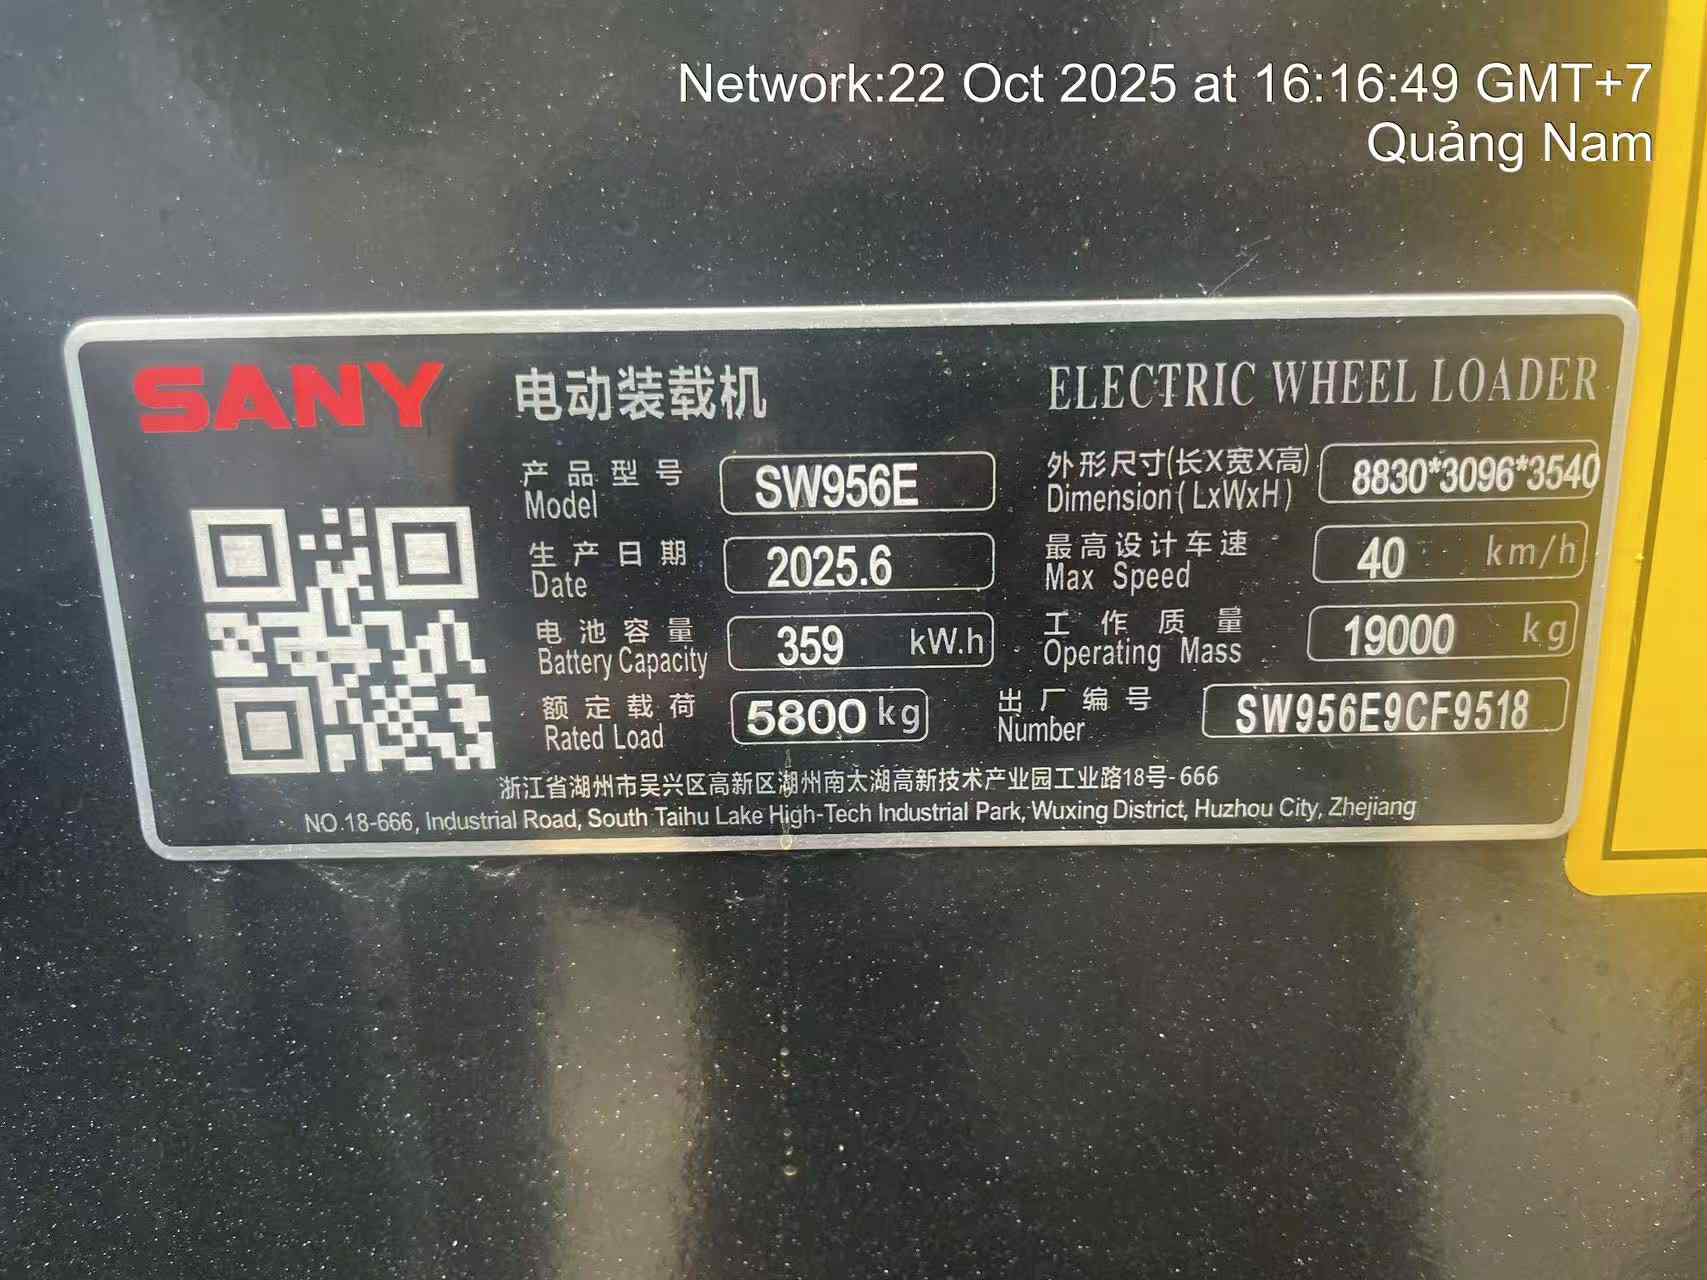 Network:22 Oct 2025 at 16:16:49 GMT+7
Quảng Nam
SANY 电动装载机 ELECTRIC WHEEL LOADER
产品型号 SW956E 外形尺寸(长X宽X高) 8830*3096*3540
Model Dimension(LxWxH)
生产日期 2025.6 最高设计车速 40 km/h
Date Max Speed
电池容量 359 kW.h 工作质量 19000 kg
Battery Capacity Operating Mass
额定载荷 5800 kg 出厂编号 SW956E9CF9518
Rated Load Number
浙江省湖州市吴兴区高新区湖州南太湖高新技术产业园工业路18号-666
NO.18-666, Industrial Road, South Taihu Lake High-Tech Industrial Park, Wuxing District, Huzhou City, Zhejiang